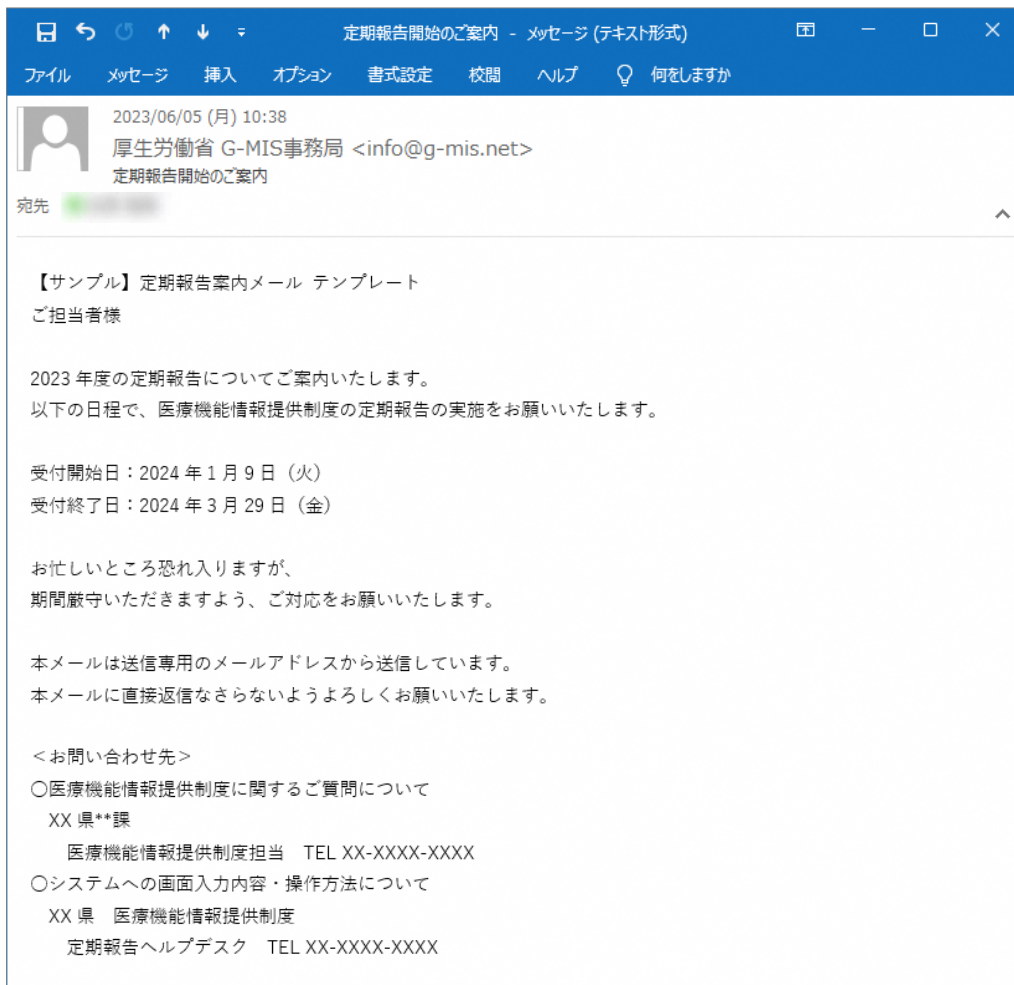 定期報告開始のご案内 - メッセージ (テキスト形式)
ファイル メッセージ 挿入 オプション 書式設定 校閲 ヘルプ 何をしますか
2023/06/05 (月) 10:38
厚生労働省 G-MIS事務局 <info@g-mis.net>
定期報告開始のご案内
宛先
【サンプル】定期報告案内メール テンプレート
ご担当者様
2023 年度の定期報告についてご案内いたします。
以下の日程で、医療機能情報提供制度の定期報告の実施をお願いいたします。
受付開始日：2024 年 1 月 9 日（火）
受付終了日：2024 年 3 月 29 日（金）
お忙しいところ恐れ入りますが、
期間厳守いただきますよう、ご対応をお願いいたします。
本メールは送信専用のメールアドレスから送信しています。
本メールに直接返信なさらないようよろしくお願いいたします。
＜お問い合わせ先＞
〇医療機能情報提供制度に関するご質問について
XX 県**課
医療機能情報提供制度担当 TEL XX-XXXX-XXXX
〇システムへの画面入力内容・操作方法について
XX 県 医療機能情報提供制度
定期報告ヘルプデスク TEL XX-XXXX-XXXX